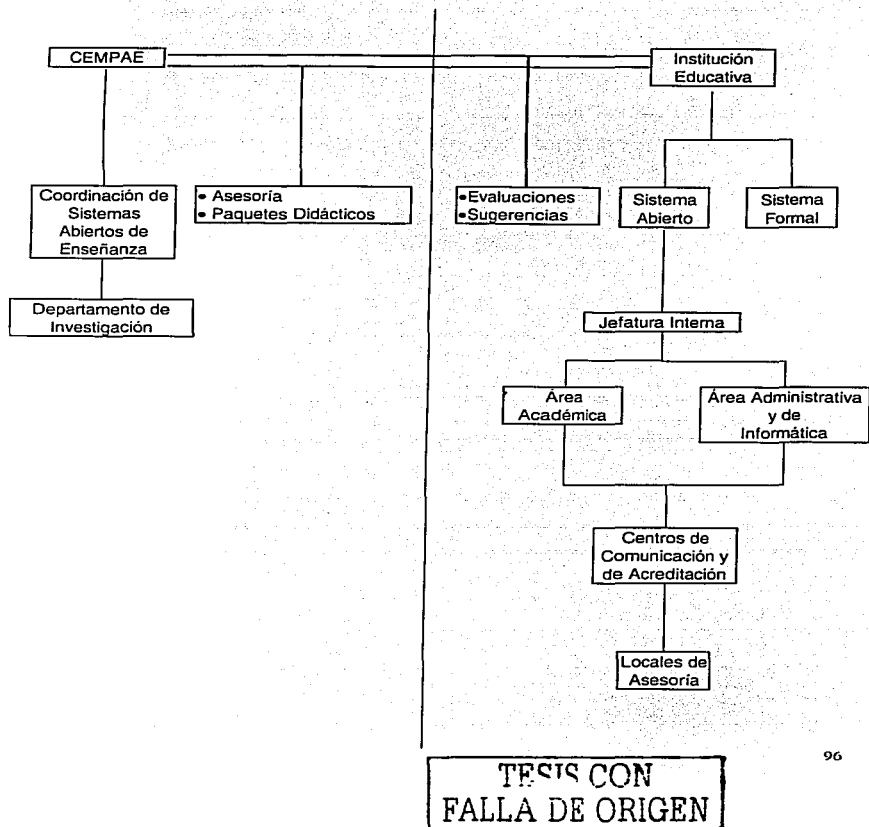 CEMPAE
Institución
Educativa
Coordinación de
Sistemas
Abiertos de
Enseñanza
• Asesoría
• Paquetes Didácticos
• Evaluaciones
• Sugerencias
Sistema
Abierto
Sistema
Formal
Departamento de
Investigación
Jefatura Interna
Área
Académica
Área Administrativa
y de
Informática
Centros de
Comunicación y
de Acreditación
Locales de
Asesoría
96
TESIS CON
FALLA DE ORIGEN